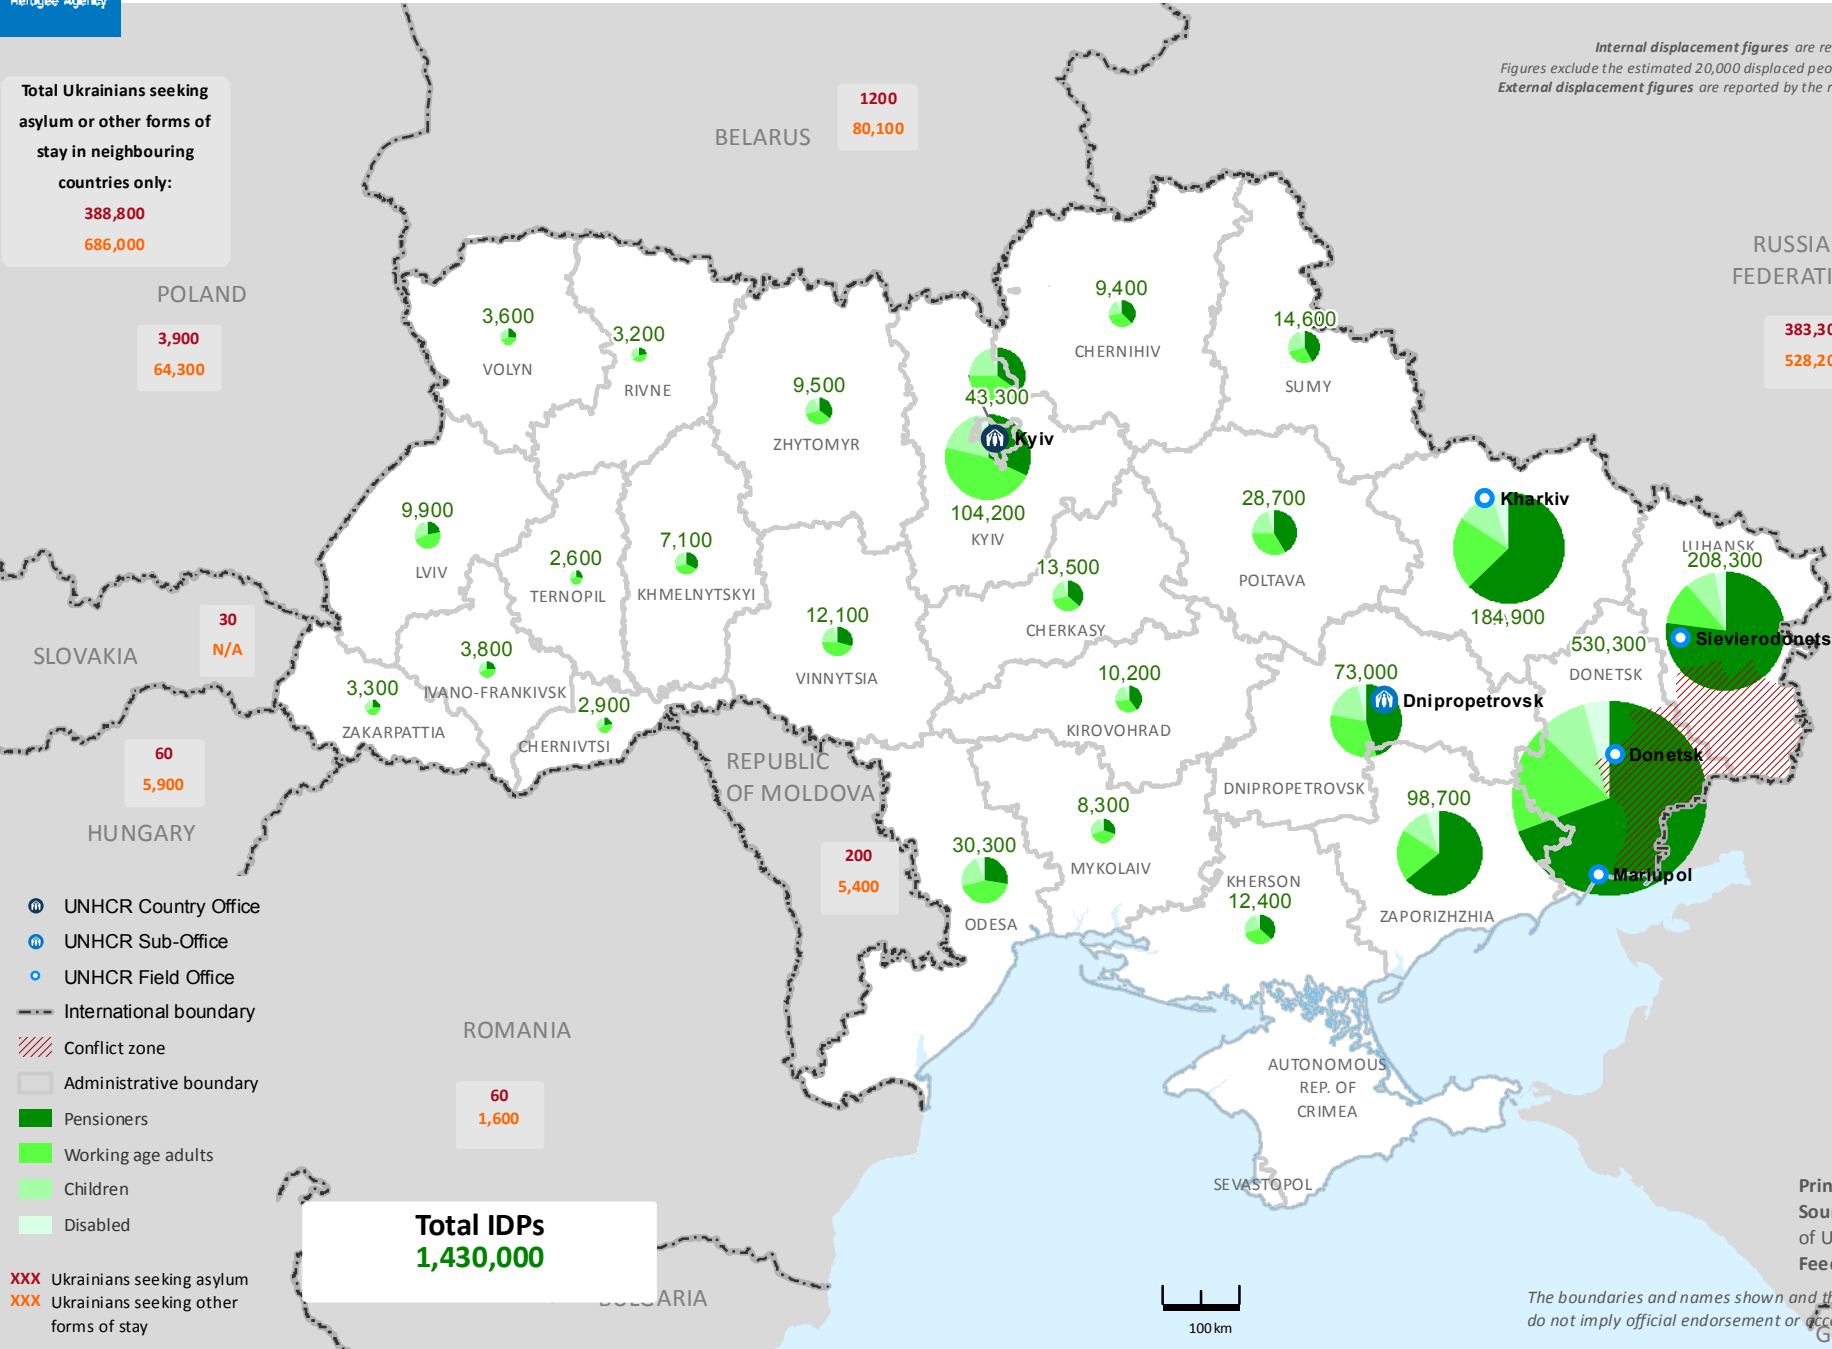 Refugee Agency
Total Ukrainians seeking
asylum or other forms of
stay in neighbouring
countries only:
388,800
686,000
Internal displacement figures are re
Figures exclude the estimated 20,000 displaced peo
External displacement figures are reported by the r
BELARUS
1200
80,100
RUSSIA
FEDERATI
383,30
528,20
POLAND
3,900
64,300
3,600
VOLYN
3,200
RIVNE
9,500
ZHYTOMYR
43,300
Kyiv
104,200
KYIV
9,400
CHERNIHIV
14,600
SUMY
9,900
LVIV
2,600
TERNOPIL
7,100
KHMELNYTSKYI
12,100
VINNYTSIA
13,500
CHERKASY
28,700
POLTAVA
Kharkiv
184,900
LUHANSK
208,300
Sievierodonets
530,300
DONETSK
Donetsk
Mariupol
SLOVAKIA
30
N/A
3,800
IVANO-FRANKIVSK
3,300
ZAKARPATTIA
2,900
CHERNIVTSI
10,200
KIROVOHRAD
73,000
Dnipropetrovsk
DNIPROPETROVSK
98,700
ZAPORIZHZHIA
8,300
MYKOLAIV
KHERSON
12,400
30,300
ODESA
60
5,900
HUNGARY
REPUBLIC
OF MOLDOVA
200
5,400
ROMANIA
60
1,600
AUTONOMOUS
REP. OF
CRIMEA
SEVASTOPOL
UNHCR Country Office
UNHCR Sub-Office
UNHCR Field Office
International boundary
Conflict zone
Administrative boundary
Pensioners
Working age adults
Children
Disabled
XXX Ukrainians seeking asylum
XXX Ukrainians seeking other
forms of stay
Total IDPs
1,430,000
BULGARIA
100 km
Prin
Sou
of U
Feed
The boundaries and names shown and th
do not imply official endorsement or acce
G